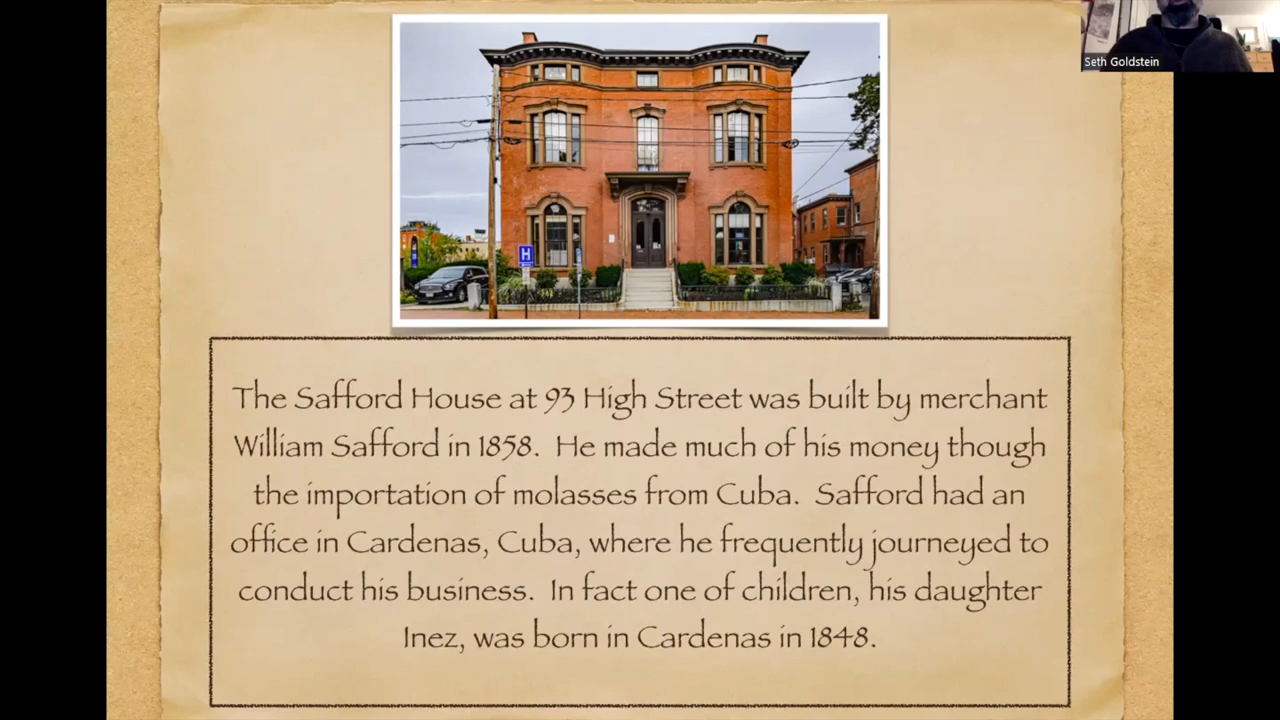 Seth Goldstein
H
The Safford House at 93 High Street was built by merchant
William Safford in 1858. He made much of his money though
the importation of molasses from Cuba. Safford had an
office in Cardenas, Cuba, where he frequently journeyed to
conduct his business. In fact one of children, his daughter
Inez, was born in Cardenas in 1848.